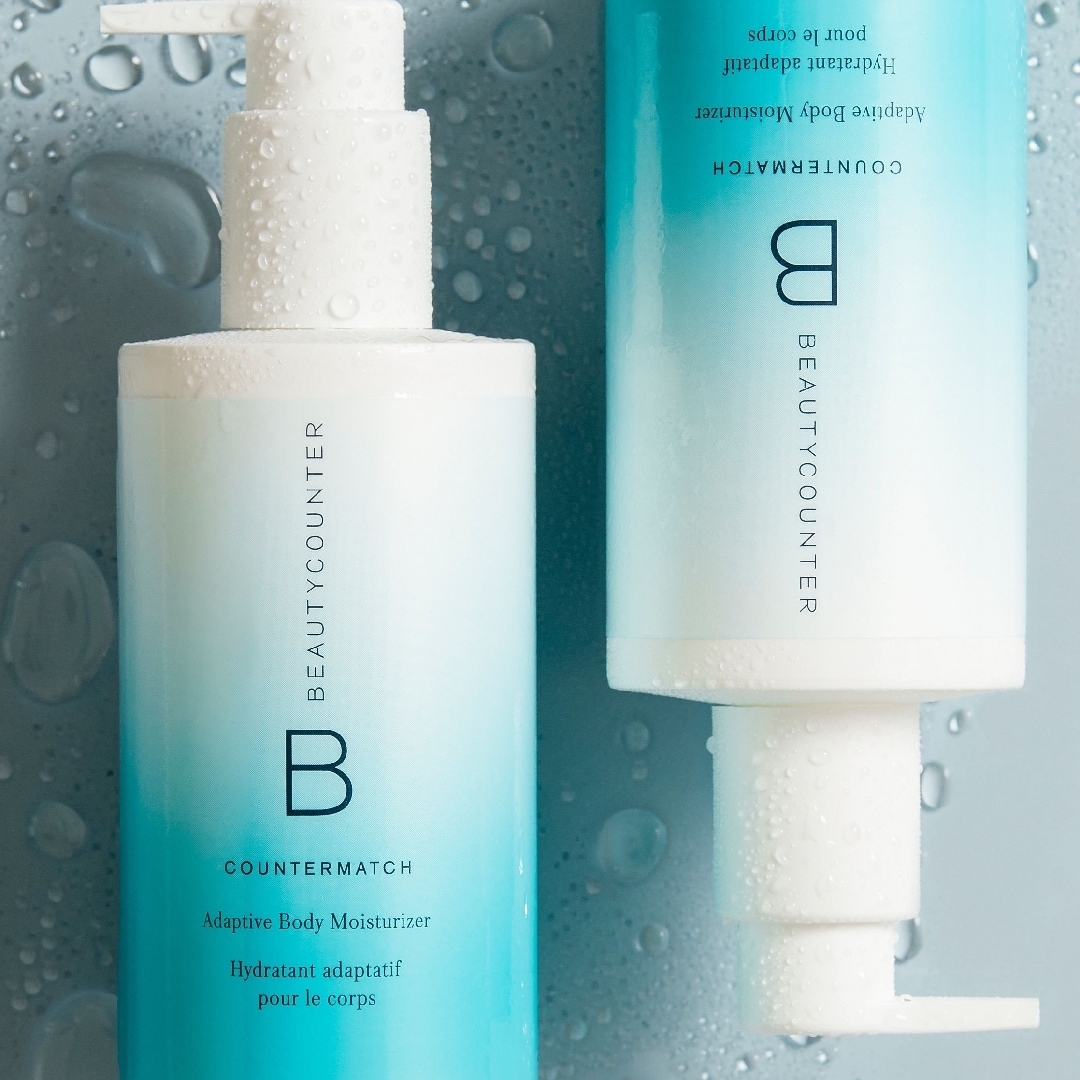 BEAUTYCOUNTER
B
COUNTERMATCH
Adaptive Body Moisturizer
Hydratant adaptatif
pour le corps
BEAUTYCOUNTER
B
COUNTERMATCH
Adaptive Body Moisturizer
Hydratant adaptatif
pour le corps